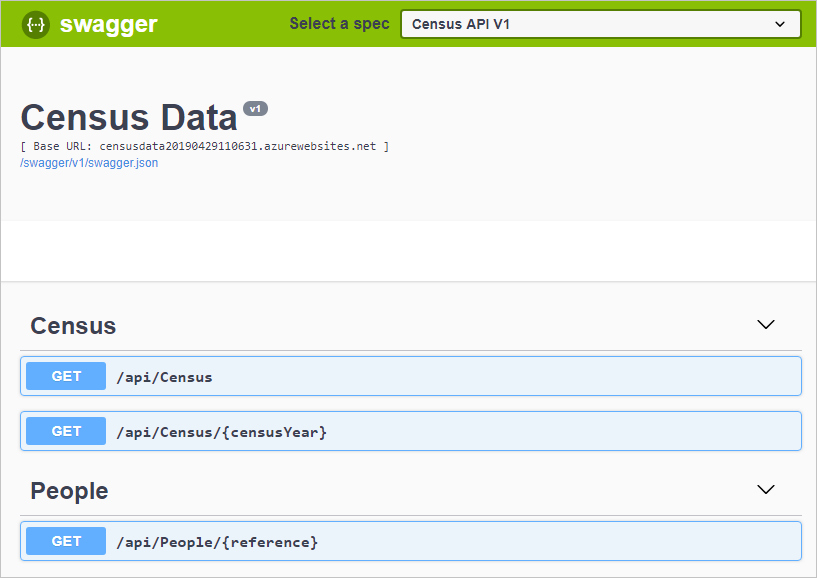 {···} swagger Select a spec Census API V1
Census Data v1
[ Base URL: censusdata20190429110631.azurewebsites.net ]
/swagger/v1/swagger.json
Census
GET /api/Census
GET /api/Census/{censusYear}
People
GET /api/People/{reference}